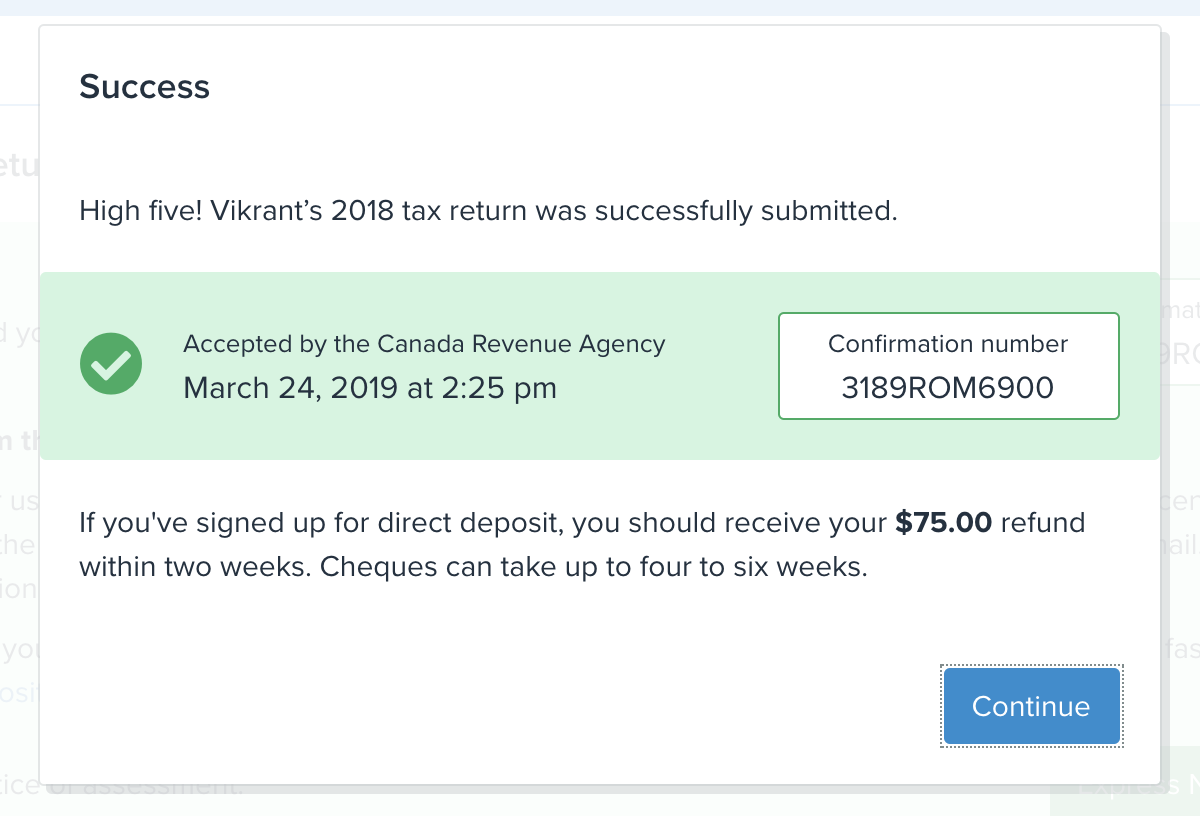 Success
High five! Vikrant’s 2018 tax return was successfully submitted.
Accepted by the Canada Revenue Agency
March 24, 2019 at 2:25 pm
Confirmation number
3189ROM6900
If you've signed up for direct deposit, you should receive your $75.00 refund
within two weeks. Cheques can take up to four to six weeks.
Continue